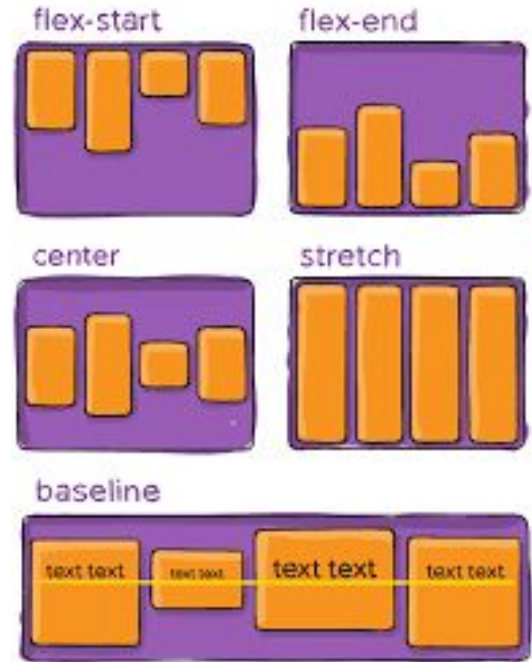 flex-start
flex-end
center
stretch
baseline
text text
text text
text text
text text